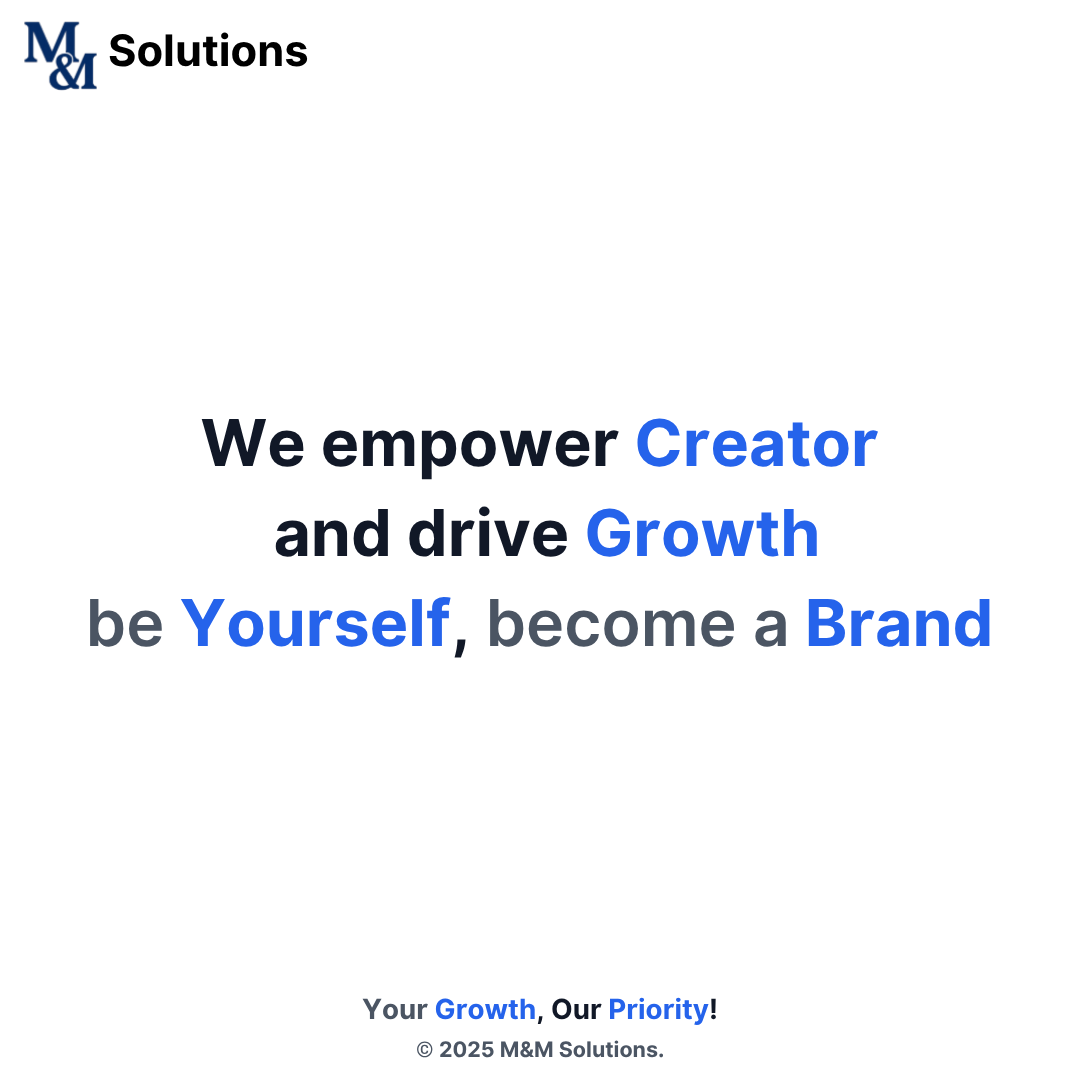 M&M Solutions
We empower Creator
and drive Growth
be Yourself, become a Brand
Your Growth, Our Priority!
© 2025 M&M Solutions.